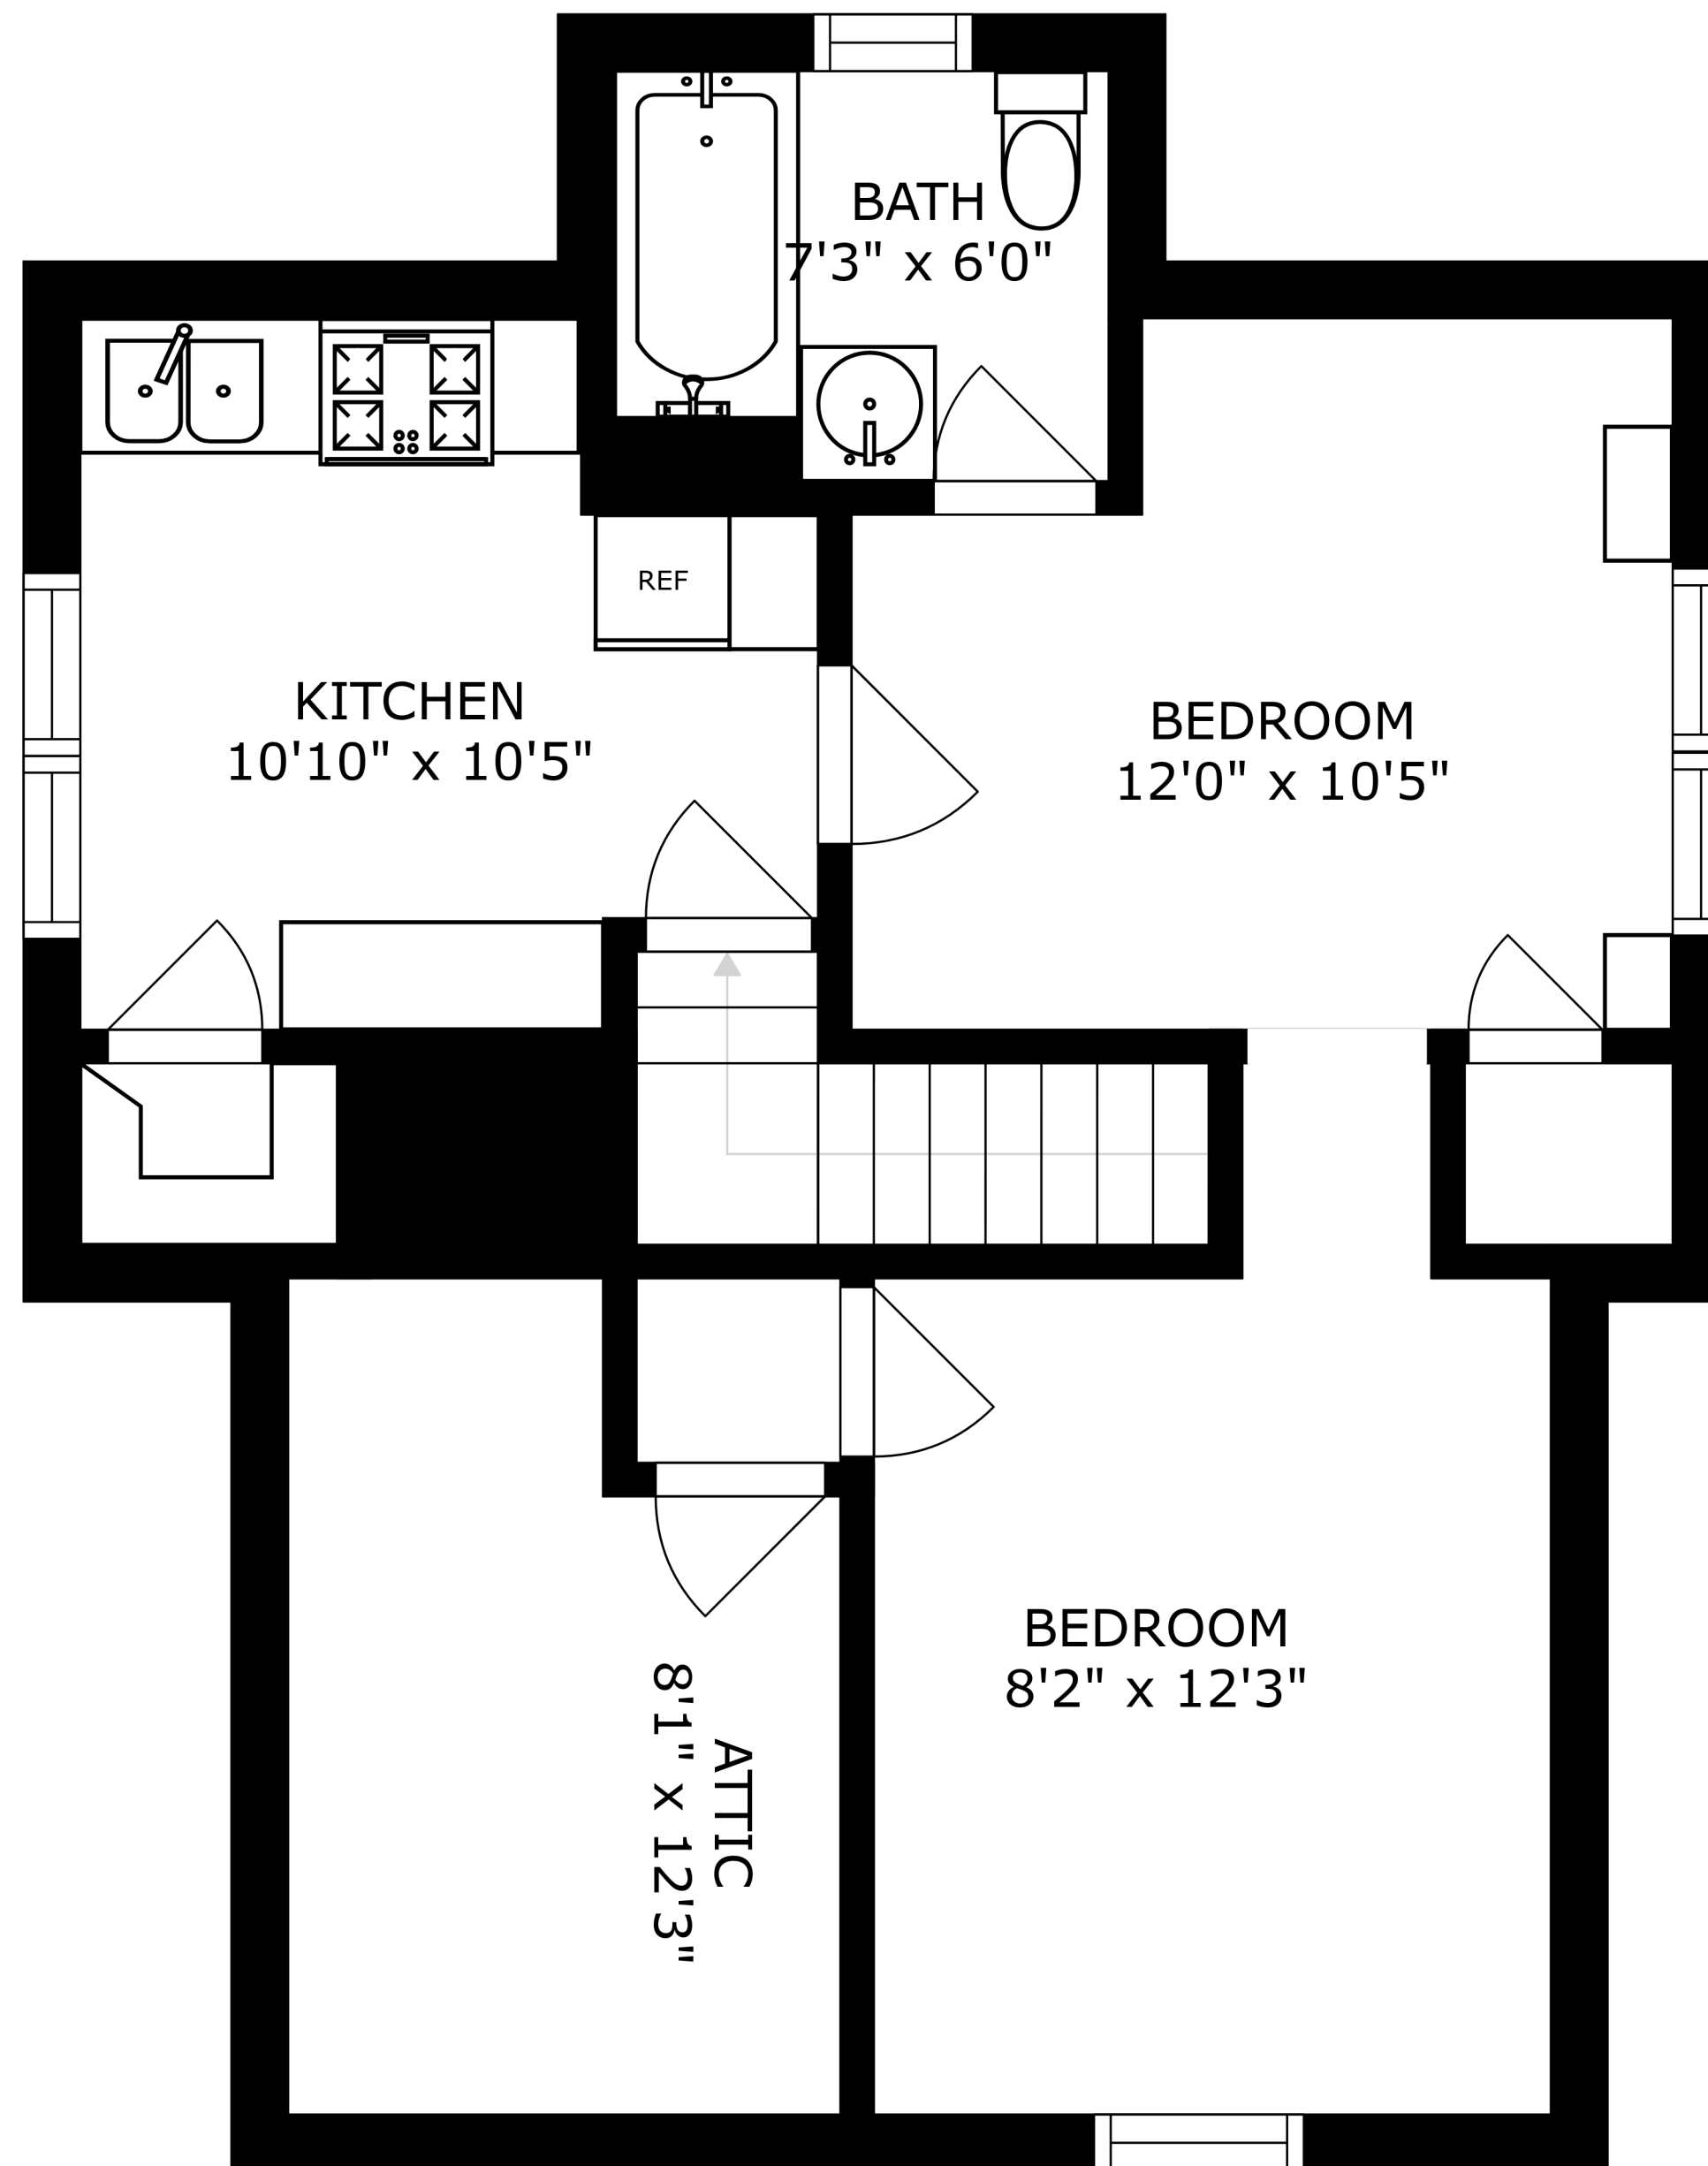 BATH
7'3" x 6'0"
REF
KITCHEN
10'10" x 10'5"
BEDROOM
12'0" x 10'5"
BEDROOM
8'2" x 12'3"
ATTIC
8'1" x 12'3"